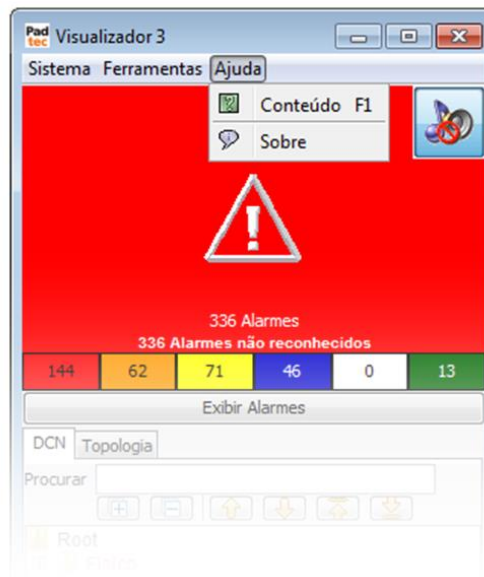 Pad
tec Visualizador 3
Sistema Ferramentas Ajuda
Conteúdo F1
Sobre
336 Alarmes
336 Alarmes não reconhecidos
144 62 71 46 0 13
Exibir Alarmes
DCN Topologia
Procurar
Root
Físico